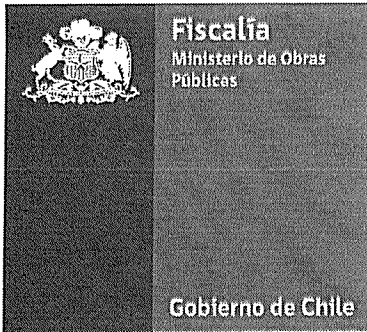 Fiscalía
Ministerio de Obras
Públicas
Gobierno de Chile